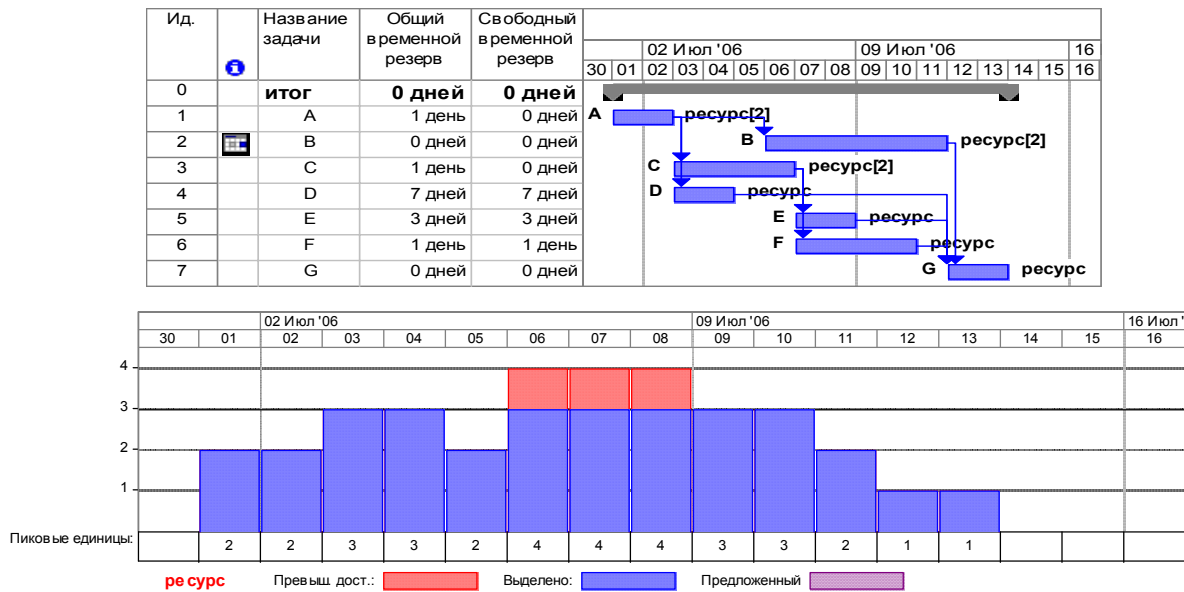 Ид. Название задачи Общий временной резерв Свободный временной резерв
02 Июл '06 09 Июл '06 16
30 01 02 03 04 05 06 07 08 09 10 11 12 13 14 15 16
0 итог 0 дней 0 дней
1 A 1 день 0 дней A ресурс[2]
2 B 0 дней 0 дней B ресурс[2]
3 C 1 день 0 дней C ресурс[2]
4 D 7 дней 7 дней D ресурс
5 E 3 дней 3 дней E ресурс
6 F 1 день 1 день F ресурс
7 G 0 дней 0 дней G ресурс
02 Июл '06 09 Июл '06 16 Июл '
30 01 02 03 04 05 06 07 08 09 10 11 12 13 14 15 16
4
3
2
1
Пиковые единицы: 2 2 3 3 2 4 4 4 3 3 2 1 1
ресурс Превыш. дост.: Выделено: Предложенный